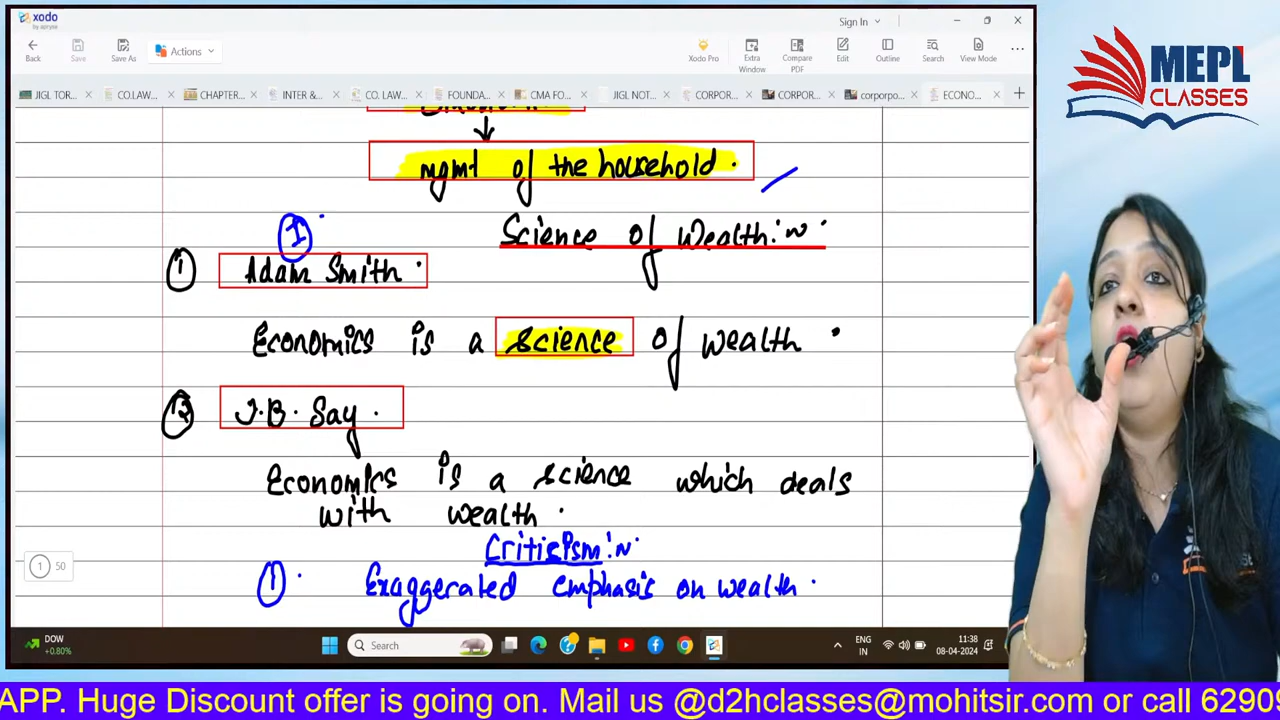 xodo
by apryse
Sign In
Back
Save
Save As
Actions
Xodo Pro
Extra Window
Compare PDF
Edit
Outline
Search
View Mode
JIGL TOR...
CO.LAW...
CHAPTER...
INTER &...
CO.LAW...
FOUNDA...
CMA FO...
JIGL NOT...
CORPOR...
CORPOR...
corporpo...
ECONO...
MEPL
CLASSES
mgmt of the household.
I
Science of Wealth:~
1 Adam Smith.
Economics is a science of wealth.
2 J.B. Say.
Economics is a science which deals
with wealth.
Criticism:~
1. Exaggerated emphasis on wealth.
1 50
DOW
+0.80%
Search
ENG
IN
11:38
08-04-2024
APP. Huge Discount offer is going on. Mail us @d2hclasses@mohitsir.com or call 6290